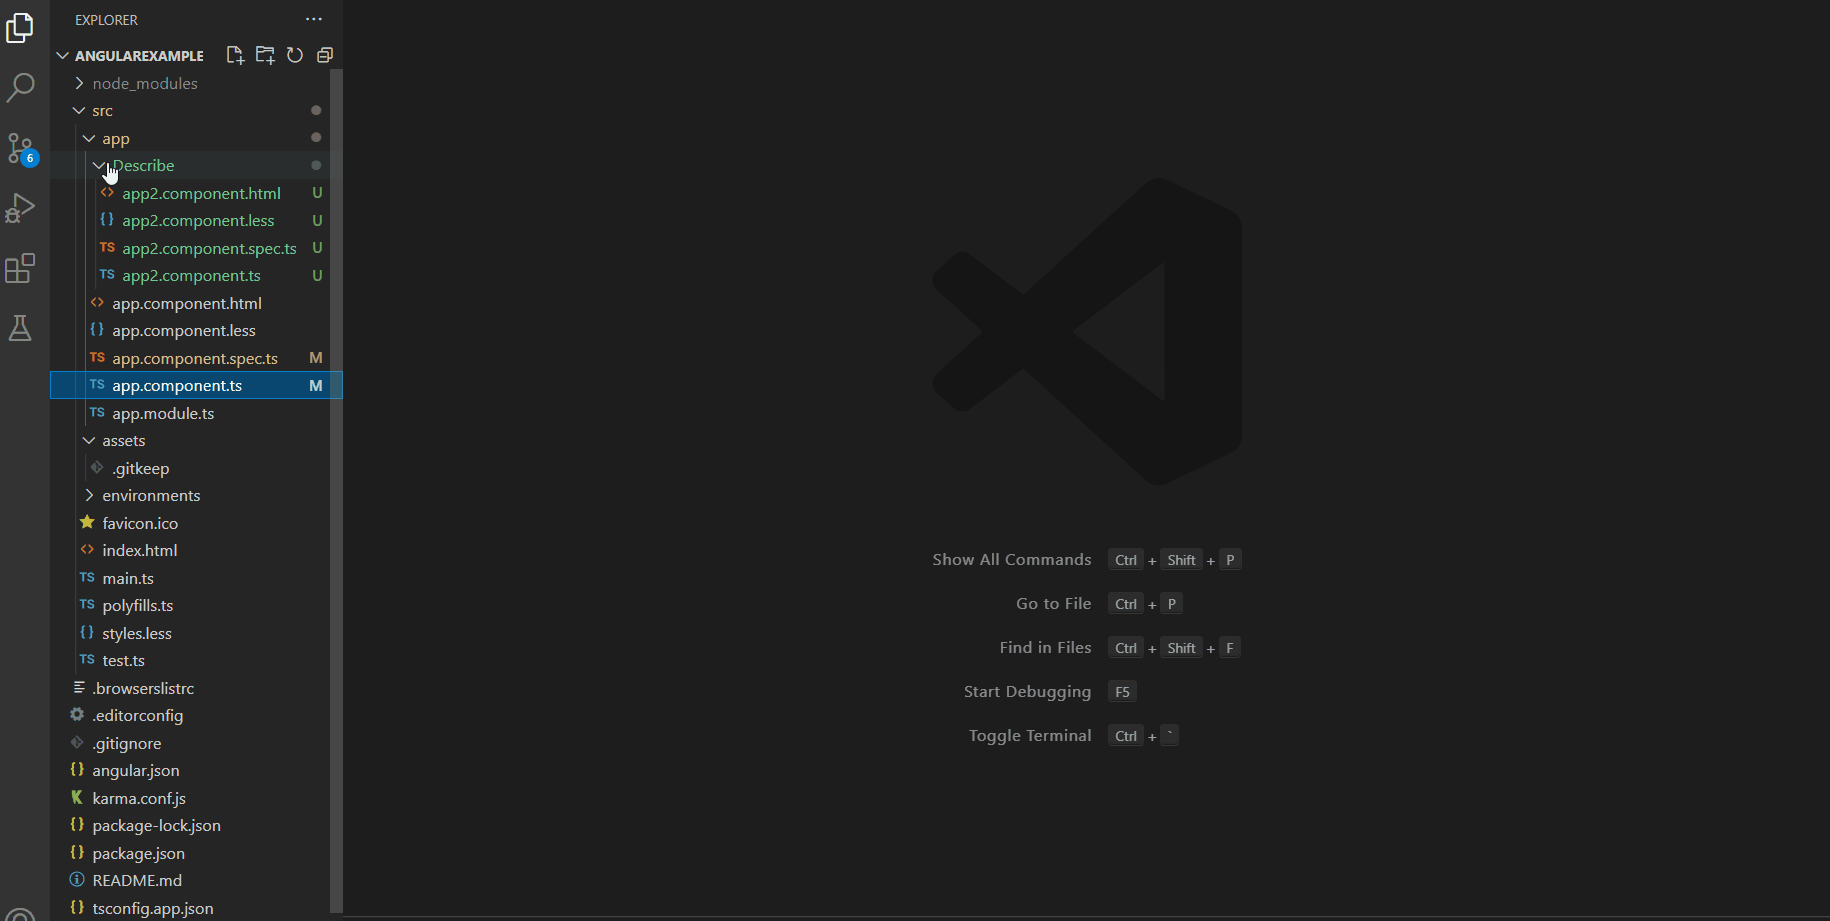 EXPLORER ···
ANGULAREXAMPLE
node_modules
src
app
Describe
<> app2.component.html U
{} app2.component.less U
TS app2.component.spec.ts U
TS app2.component.ts U
<> app.component.html
{} app.component.less
TS app.component.spec.ts M
TS app.component.ts M
TS app.module.ts
assets
.gitkeep
environments
favicon.ico
<> index.html
TS main.ts
TS polyfills.ts
{} styles.less
TS test.ts
.browserslistrc
.editorconfig
.gitignore
{} angular.json
karma.conf.js
{} package-lock.json
{} package.json
README.md
{} tsconfig.app.json
6
Show All Commands Ctrl + Shift + P
Go to File Ctrl + P
Find in Files Ctrl + Shift + F
Start Debugging F5
Toggle Terminal Ctrl + `